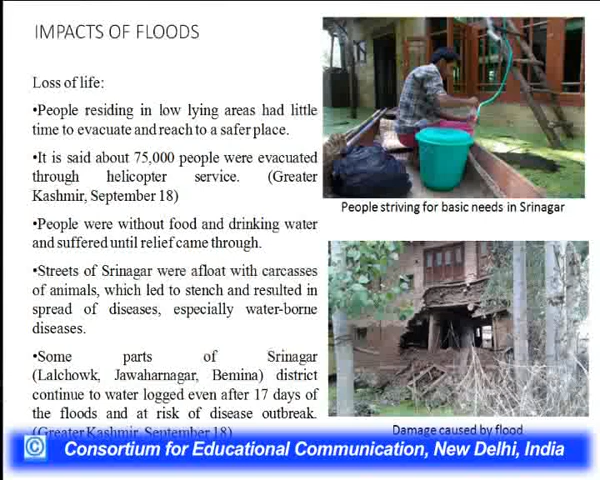 IMPACTS OF FLOODS
Loss of life:
•People residing in low lying areas had little
time to evacuate and reach to a safer place.
•It is said about 75,000 people were evacuated
through helicopter service. (Greater
Kashmir, September 18)
•People were without food and drinking water
and suffered until relief came through.
•Streets of Srinagar were afloat with carcasses
of animals, which led to stench and resulted in
spread of diseases, especially water-borne
diseases.
•Some parts of Srinagar
(Lalchowk, Jawaharnagar, Bemina) district
continue to water logged even after 17 days of
the floods and at risk of disease outbreak.
(Greater Kashmir, September 18)
People striving for basic needs in Srinagar
Damage caused by flood
© Consortium for Educational Communication, New Delhi, India